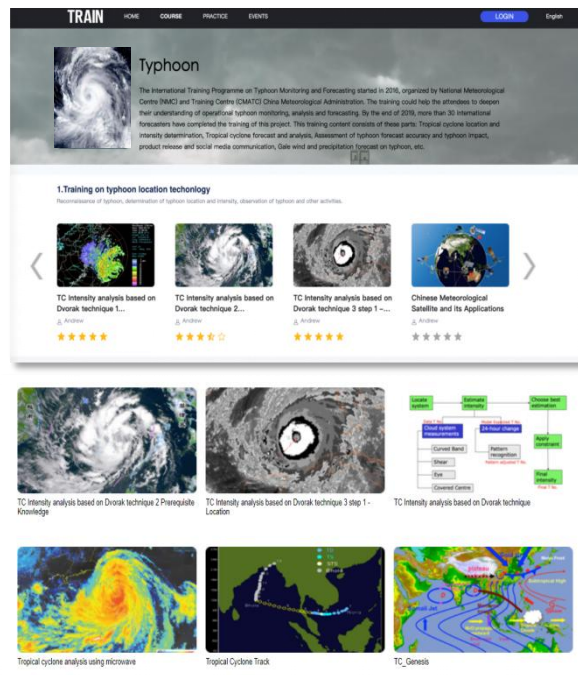 TRAIN HOME COURSE PRACTICE EVENTS LOGIN English
Typhoon
The International Training Programme on Typhoon Monitoring and Forecasting started in 2016, organized by National Meteorological
Centre (NMC) and Training Centre (CMATC) China Meteorological Administration. The training could help the attendees to deepen
their understanding of operational typhoon monitoring, analysis and forecasting. By the end of 2019, more than 30 international
forecasters have completed the training of this project. This training content consists of these parts: Tropical cyclone location and
intensity determination, Tropical cyclone forecast and analysis, Assessment of typhoon forecast accuracy and typhoon impact,
product release and social media communication, Gale wind and precipitation forecast on typhoon, etc.
1.Training on typhoon location techonlogy
Reconnaissance of typhoon, determination of typhoon location and intensity, observation of typhoon and other activities.
TC Intensity analysis based on
Dvorak technique 1...
Andrew
TC Intensity analysis based on
Dvorak technique 2...
Andrew
TC Intensity analysis based on
Dvorak technique 3 step 1 –...
Andrew
Chinese Meteorological
Satellite and its Applications
Andrew
Locate
system
Estimate
intensity
Choose best
estimation
Cloud system
measurements
24-hour change
Curved Band
Shear
Eye
Covered Centre
Pattern
recognition
Apply
constraint
Final
intensity
TC Intensity analysis based on Dvorak technique 2 Prerequisite
Knowledge
TC Intensity analysis based on Dvorak technique 3 step 1 -
Location
TC Intensity analysis based on Dvorak technique
Tropical cyclone analysis using microwave
Tropical Cyclone Track
TC_Genesis